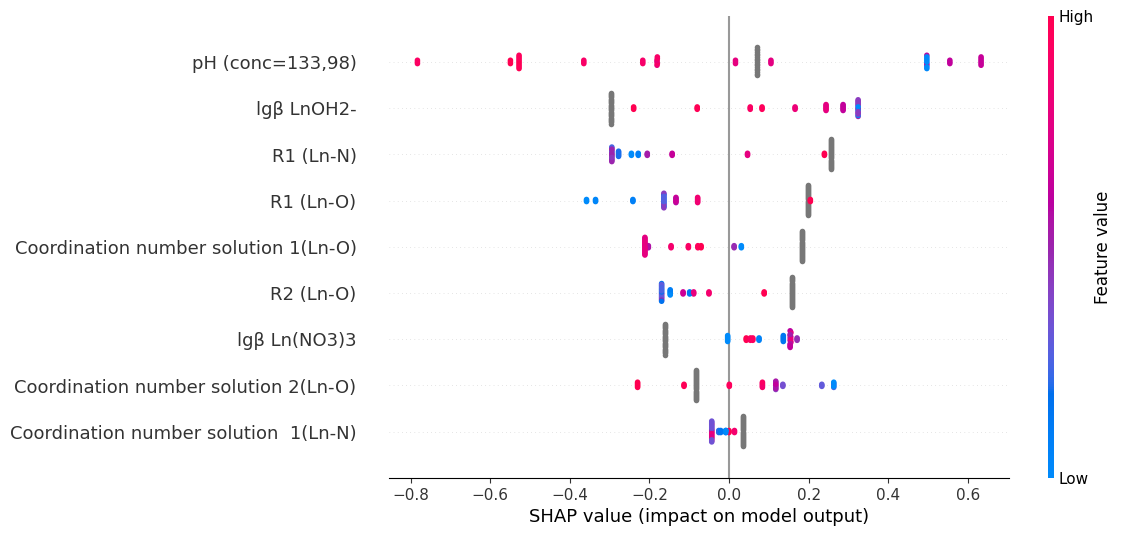 High
pH (conc=133,98)
lgβ LnOH2-
R1 (Ln-N)
R1 (Ln-O)
Coordination number solution 1(Ln-O)
R2 (Ln-O)
lgβ Ln(NO3)3
Coordination number solution 2(Ln-O)
Coordination number solution  1(Ln-N)
Feature value
Low
−0.8 −0.6 −0.4 −0.2 0.0 0.2 0.4 0.6
SHAP value (impact on model output)